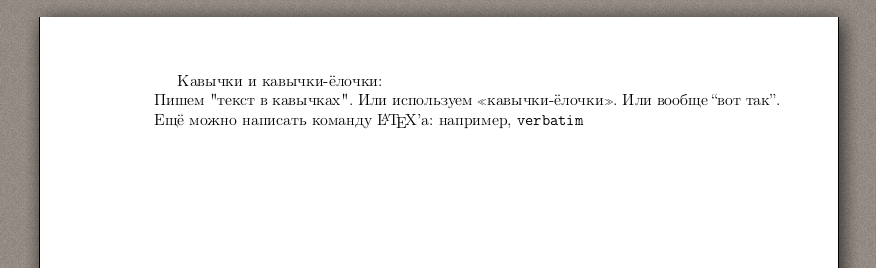 Кавычки и кавычки-ёлочки:
Пишем "текст в кавычках". Или используем «кавычки-ёлочки». Или вообще “вот так”.
Ещё можно написать команду LATEX’а: например, verbatim